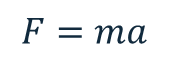 F = ma